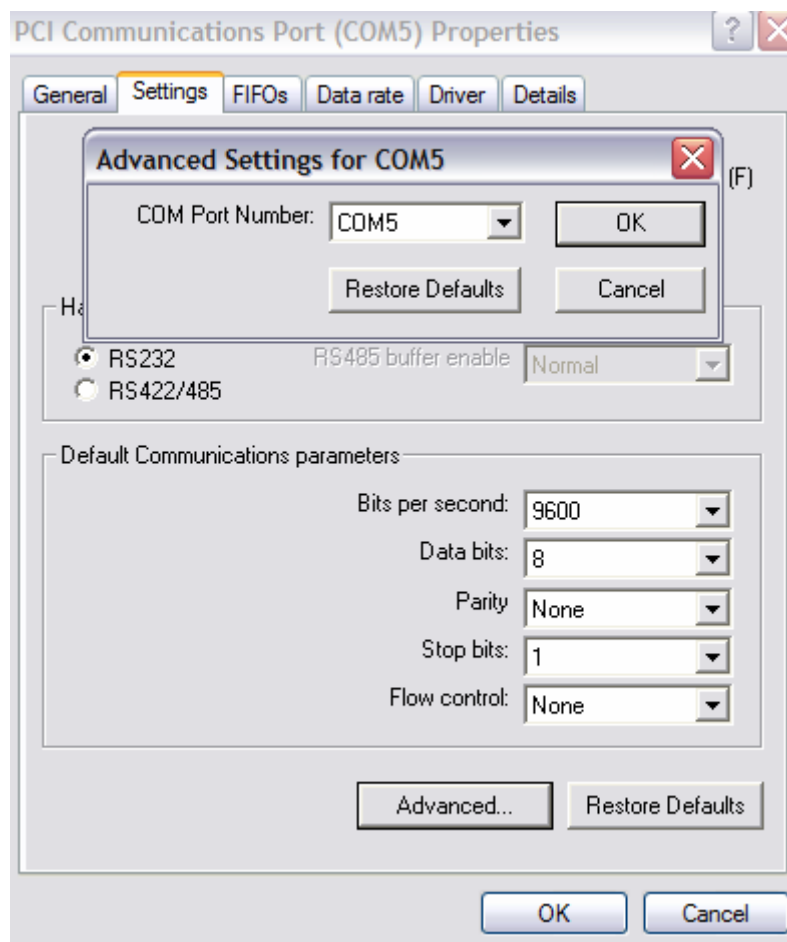 PCI Communications Port (COM5) Properties
General Settings FIFOs Data rate Driver Details
Advanced Settings for COM5
(F)
COM Port Number: COM5 OK
Restore Defaults Cancel
RS232 RS485 buffer enable Normal
RS422/485
Default Communications parameters
Bits per second: 9600
Data bits: 8
Parity None
Stop bits: 1
Flow control: None
Advanced... Restore Defaults
OK Cancel